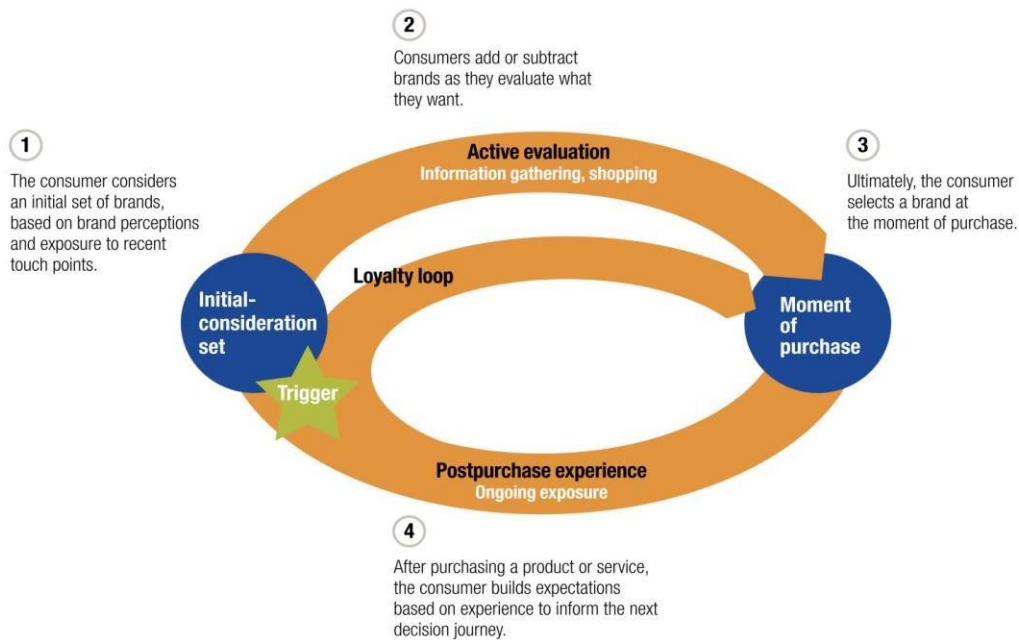 1
The consumer considers
an initial set of brands,
based on brand perceptions
and exposure to recent
touch points.
2
Consumers add or subtract
brands as they evaluate what
they want.
3
Ultimately, the consumer
selects a brand at
the moment of purchase.
Active evaluation
Information gathering, shopping
Loyalty loop
Initial-
consideration
set
Trigger
Moment
of
purchase
Postpurchase experience
Ongoing exposure
4
After purchasing a product or service,
the consumer builds expectations
based on experience to inform the next
decision journey.